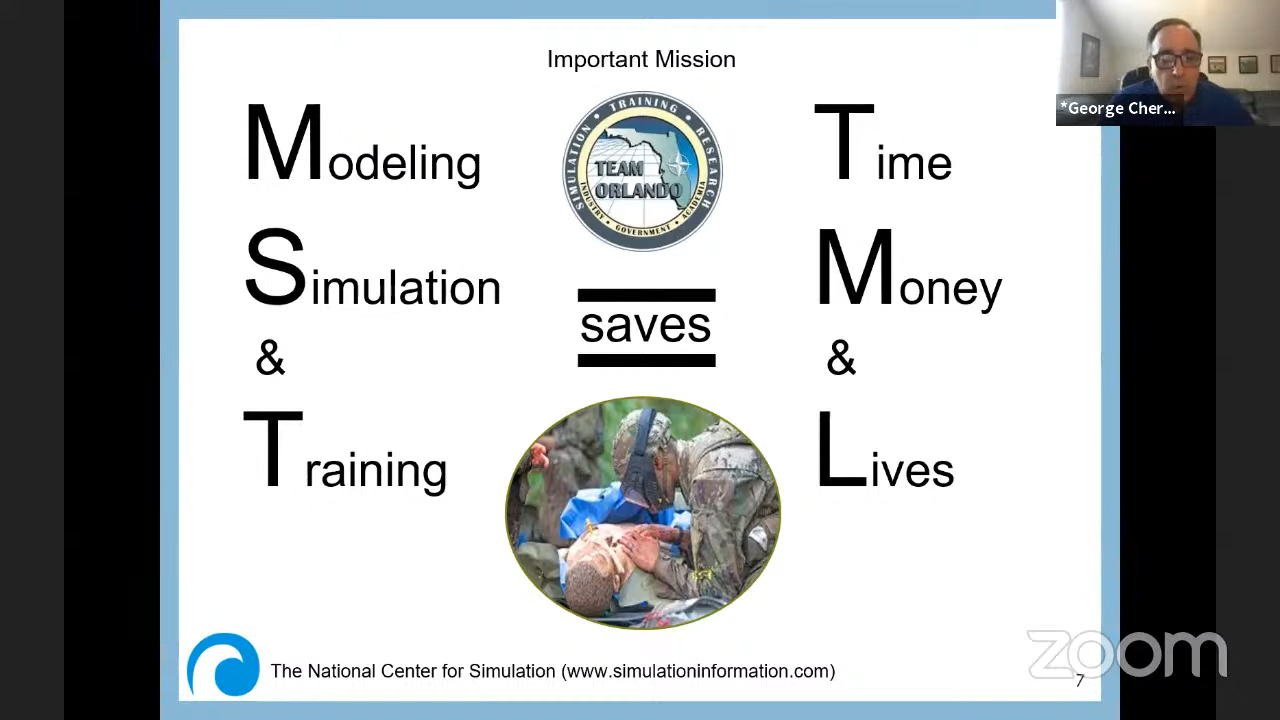 Important Mission
Modeling
Simulation
&
Training
SIMULATION • TRAINING • RESEARCH
TEAM
ORLANDO
INDUSTRY • GOVERNMENT • ACADEMIA
saves
Time
Money
&
Lives
*George Cher...
The National Center for Simulation (www.simulationinformation.com)
7
zoom